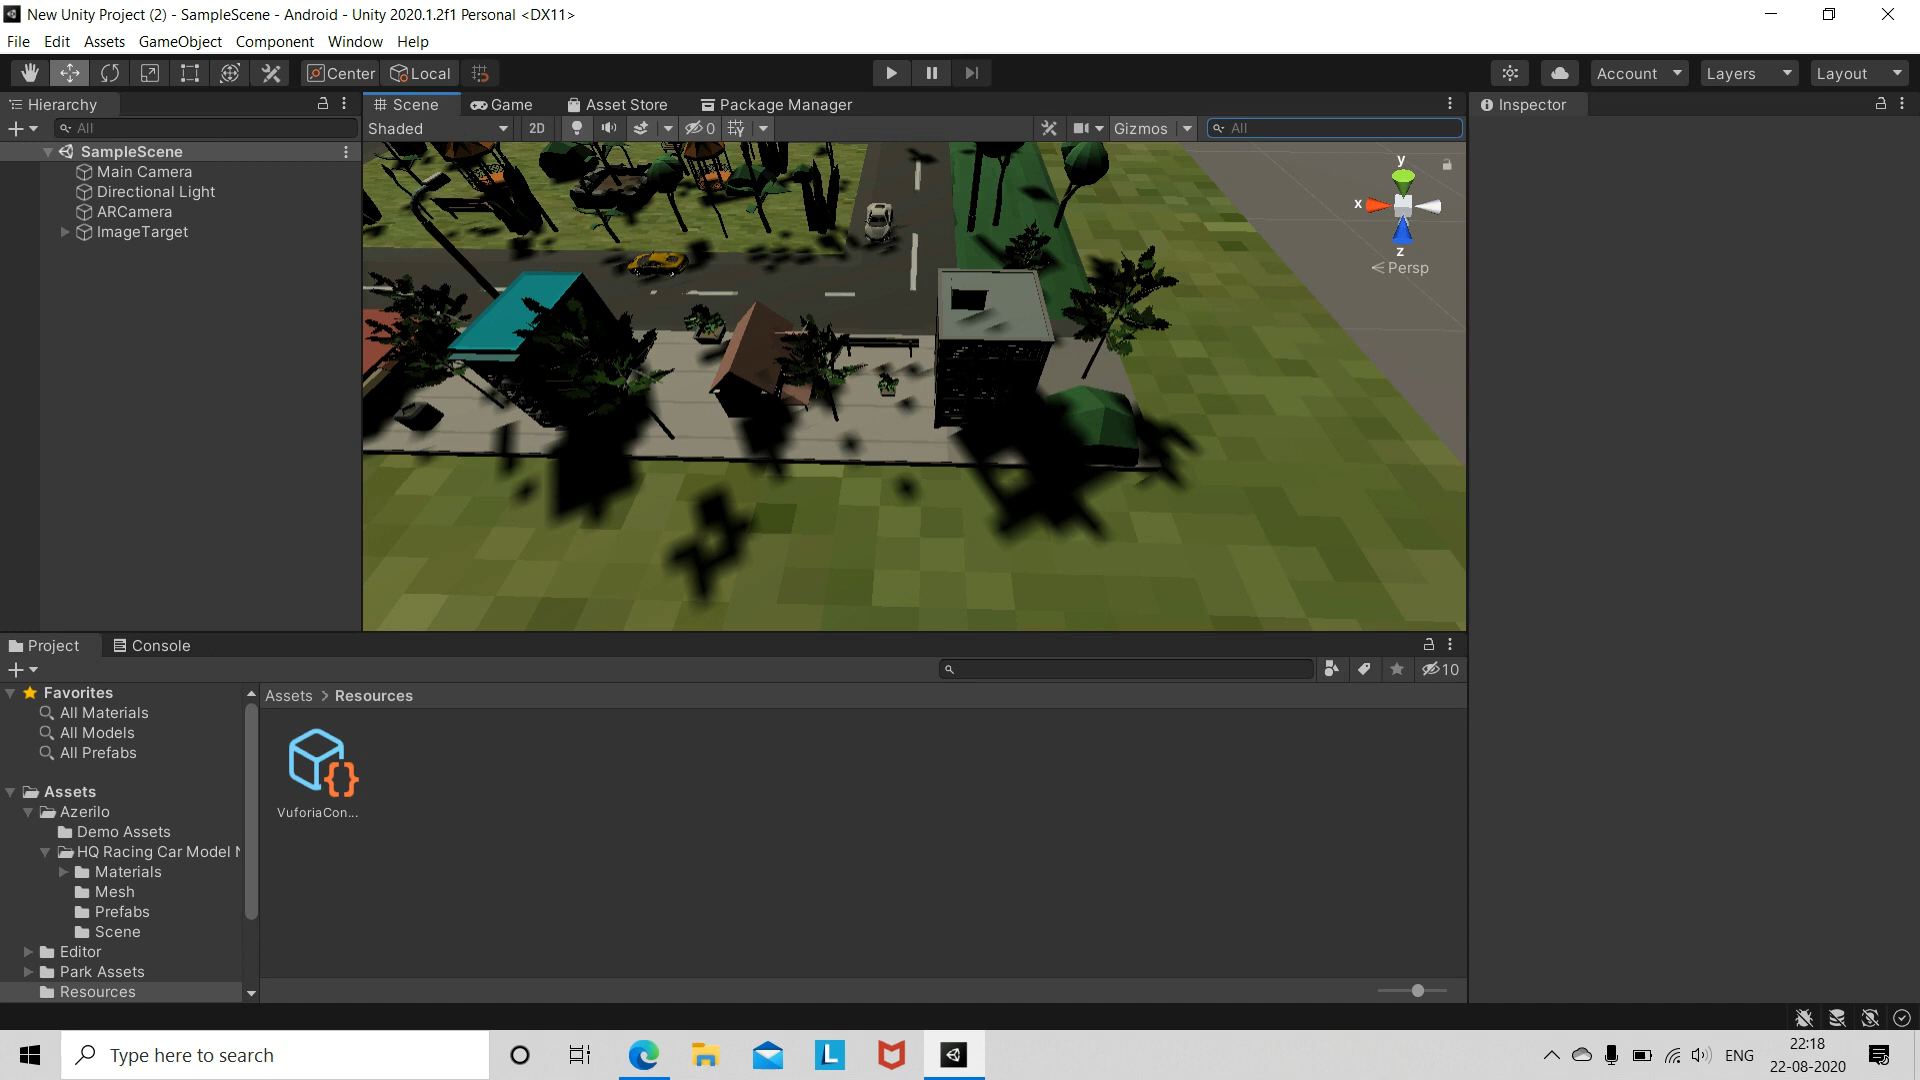 New Unity Project (2) - SampleScene - Android - Unity 2020.1.2f1 Personal <DX11>
File Edit Assets GameObject Component Window Help
Center Local Account Layers Layout
Hierarchy Scene Game Asset Store Package Manager Inspector
All Shaded 2D 0 Gizmos All
SampleScene
Main Camera
Directional Light
ARCamera
ImageTarget
y
x
z
Persp
Project Console
10
Favorites
Assets > Resources
All Materials
All Models
All Prefabs
Assets
Azerilo
VuforiaCon...
Demo Assets
HQ Racing Car Model
Materials
Mesh
Prefabs
Scene
Editor
Park Assets
Resources
Type here to search
L
ENG
22:18
22-08-2020